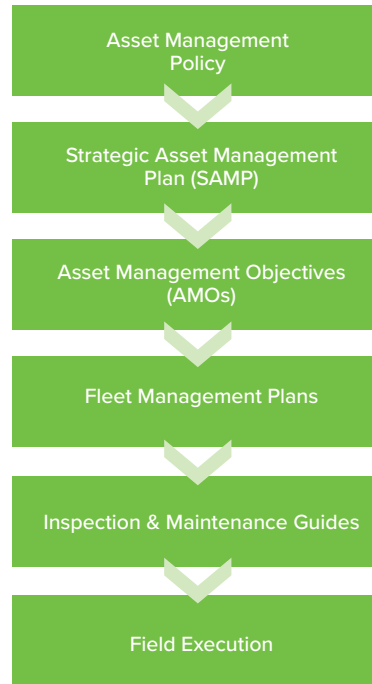 Asset Management
Policy
Strategic Asset Management
Plan (SAMP)
Asset Management Objectives
(AMOs)
Fleet Management Plans
Inspection & Maintenance Guides
Field Execution